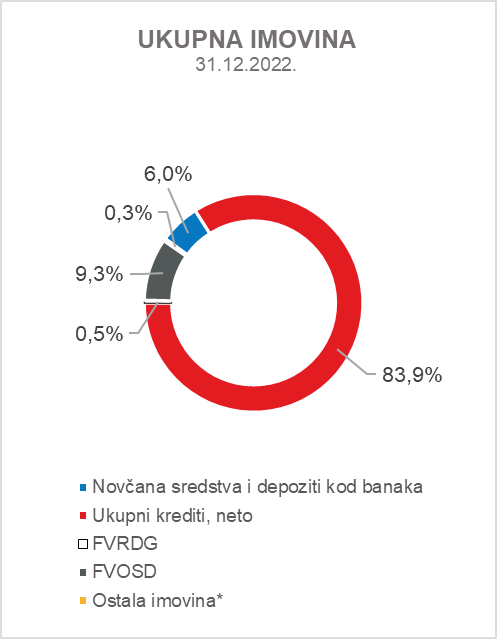 UKUPNA IMOVINA
31.12.2022.
6,0%
0,3%
9,3%
0,5%
83,9%
Novčana sredstva i depoziti kod banaka
Ukupni krediti, neto
FVRDG
FVOSD
Ostala imovina*